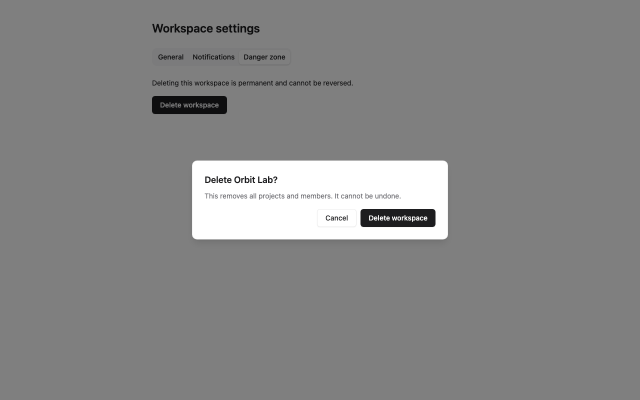 Workspace settings
General Notifications Danger zone
Deleting this workspace is permanent and cannot be reversed.
Delete workspace
Delete Orbit Lab?
This removes all projects and members. It cannot be undone.
Cancel Delete workspace